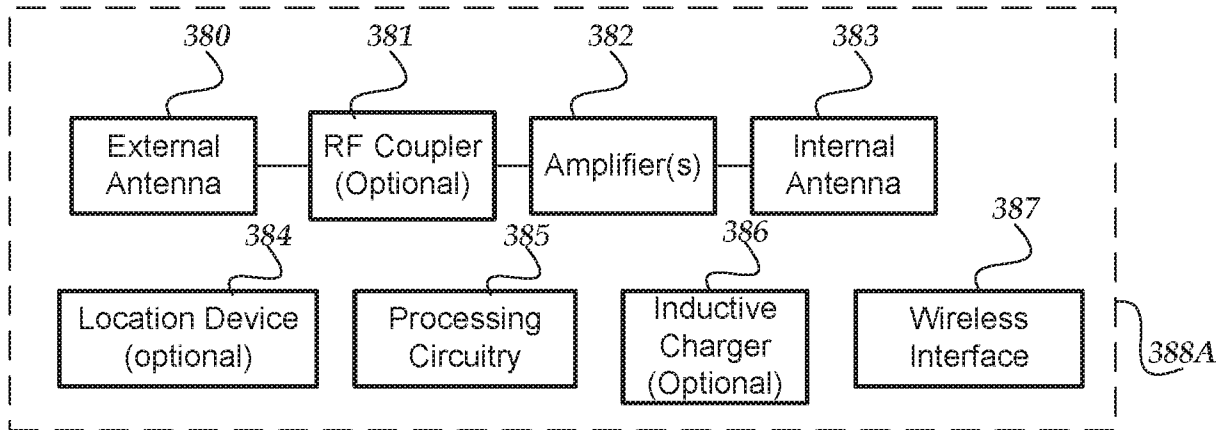 380 381 382 383
External Antenna
RF Coupler (Optional)
Amplifier(s)
Internal Antenna
384 385 386 387
Location Device (optional)
Processing Circuitry
Inductive Charger (Optional)
Wireless Interface
388A